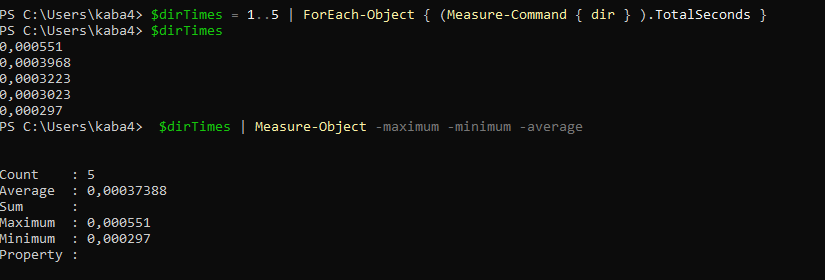 PS C:\Users\kaba4> $dirTimes = 1..5 | ForEach-Object { (Measure-Command { dir } ).TotalSeconds }
PS C:\Users\kaba4> $dirTimes
0,000551
0,0003968
0,0003223
0,0003023
0,000297
PS C:\Users\kaba4>  $dirTimes | Measure-Object -maximum -minimum -average
Count    : 5
Average  : 0,00037388
Sum      :
Maximum  : 0,000551
Minimum  : 0,000297
Property :